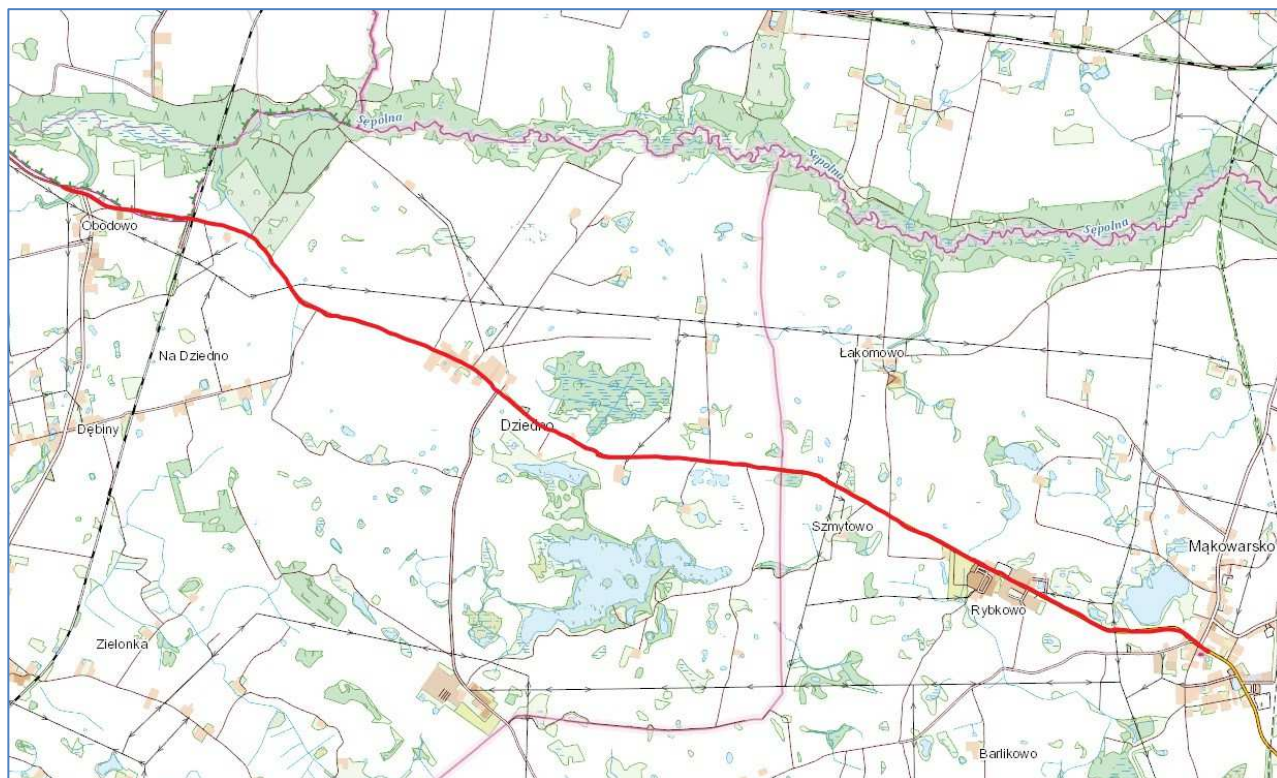 Sępolna
Sępolna
Sępolna
Obodowo
Na Dziedno
Łakomowo
Dębiny
Dziedno
Szmytowo
Mąkowarsko
Rybkowo
Zielonka
Barlikowo